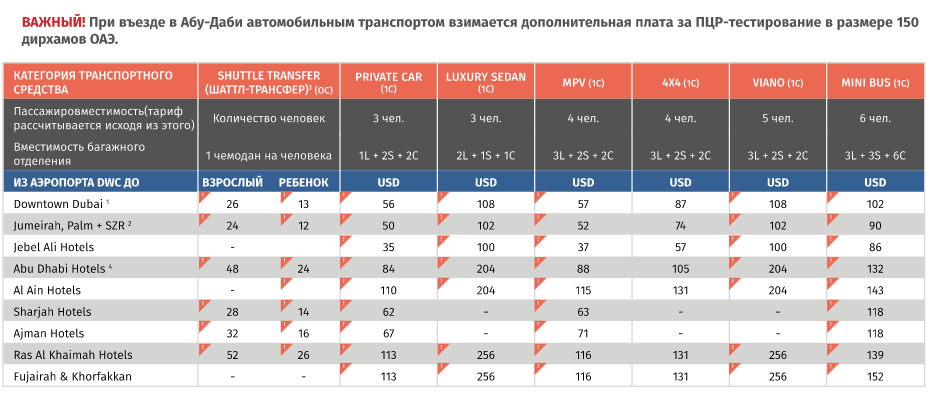 ВАЖНЫЙ! При въезде в Абу-Даби автомобильным транспортом взимается дополнительная плата за ПЦР-тестирование в размере 150
дирхамов ОАЭ.
КАТЕГОРИЯ ТРАНСПОРТНОГО СРЕДСТВА SHUTTLE TRANSFER (ШАТТЛ-ТРАНСФЕР)³ (ОС) PRIVATE CAR (1С) LUXURY SEDAN (1С) MPV (1С) 4X4 (1С) VIANO (1С) MINI BUS (1С)
Пассажировместимость(тариф рассчитывается исходя из этого) Количество человек 3 чел. 3 чел. 4 чел. 4 чел. 5 чел. 6 чел.
Вместимость багажного отделения 1 чемодан на человека 1L + 2S + 2C 2L + 1S + 1C 3L + 2S + 2C 3L + 2S + 2C 3L + 2S + 2C 3L + 3S + 6C
ИЗ АЭРОПОРТА DWC ДО ВЗРОСЛЫЙ РЕБЕНОК USD USD USD USD USD USD
Downtown Dubai ¹ 26 13 56 108 57 87 108 102
Jumeirah, Palm + SZR ² 24 12 50 102 52 74 102 90
Jebel Ali Hotels - 35 100 37 57 100 86
Abu Dhabi Hotels ⁴ 48 24 84 204 88 105 204 132
Al Ain Hotels - 110 204 115 131 204 143
Sharjah Hotels 28 14 62 - 63 - - 118
Ajman Hotels 32 16 67 - 71 - - 118
Ras Al Khaimah Hotels 52 26 113 256 116 131 256 139
Fujairah & Khorfakkan - - 113 256 116 131 256 152